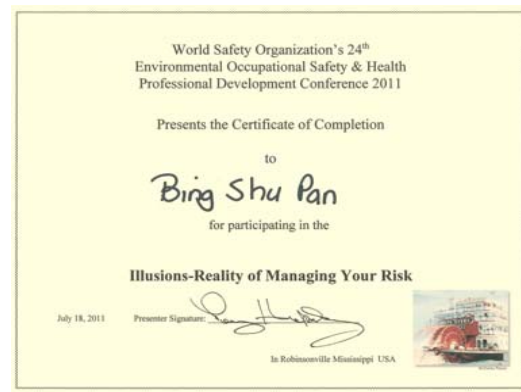 World Safety Organization's 24th
Environmental Occupational Safety & Health
Professional Development Conference 2011
Presents the Certificate of Completion
to
Bing Shu Pan
for participating in the
Illusions-Reality of Managing Your Risk
July 18, 2011 Presenter Signature:
In Robinsonville Mississippi USA